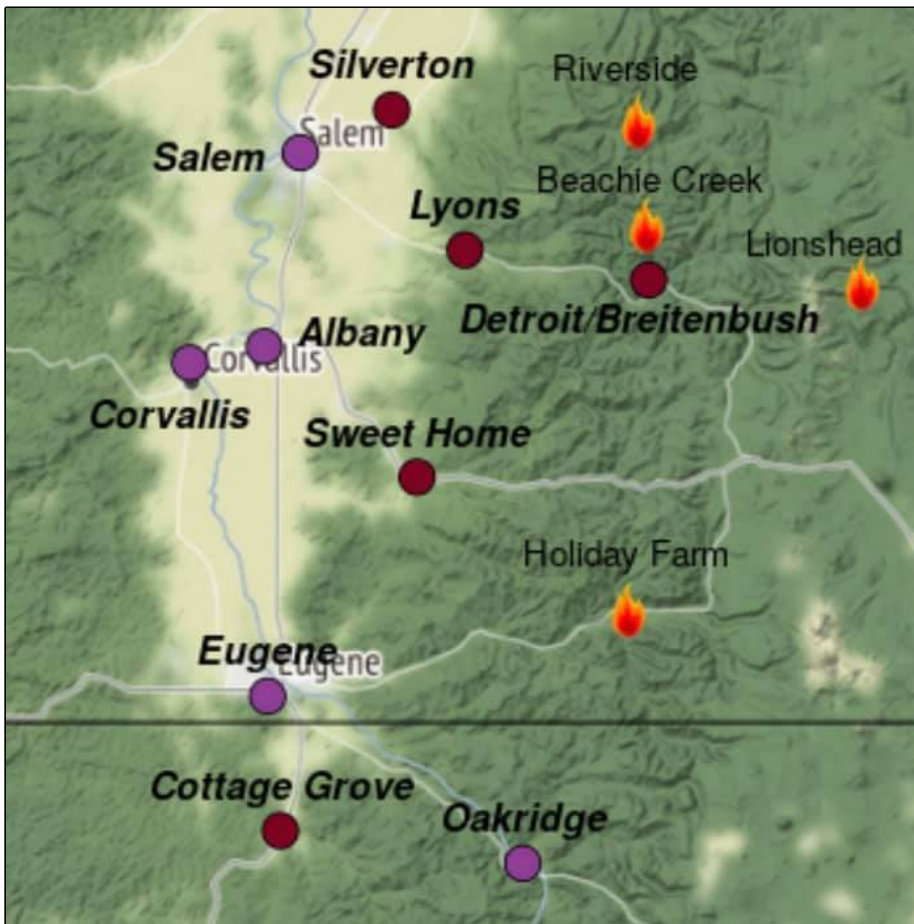 Silverton
Riverside
Salem
Salem
Beachie Creek
Lyons
Lionshead
Detroit/Breitenbush
Albany
Corvallis
Corvallis
Sweet Home
Holiday Farm
Eugene
Eugene
Cottage Grove
Oakridge